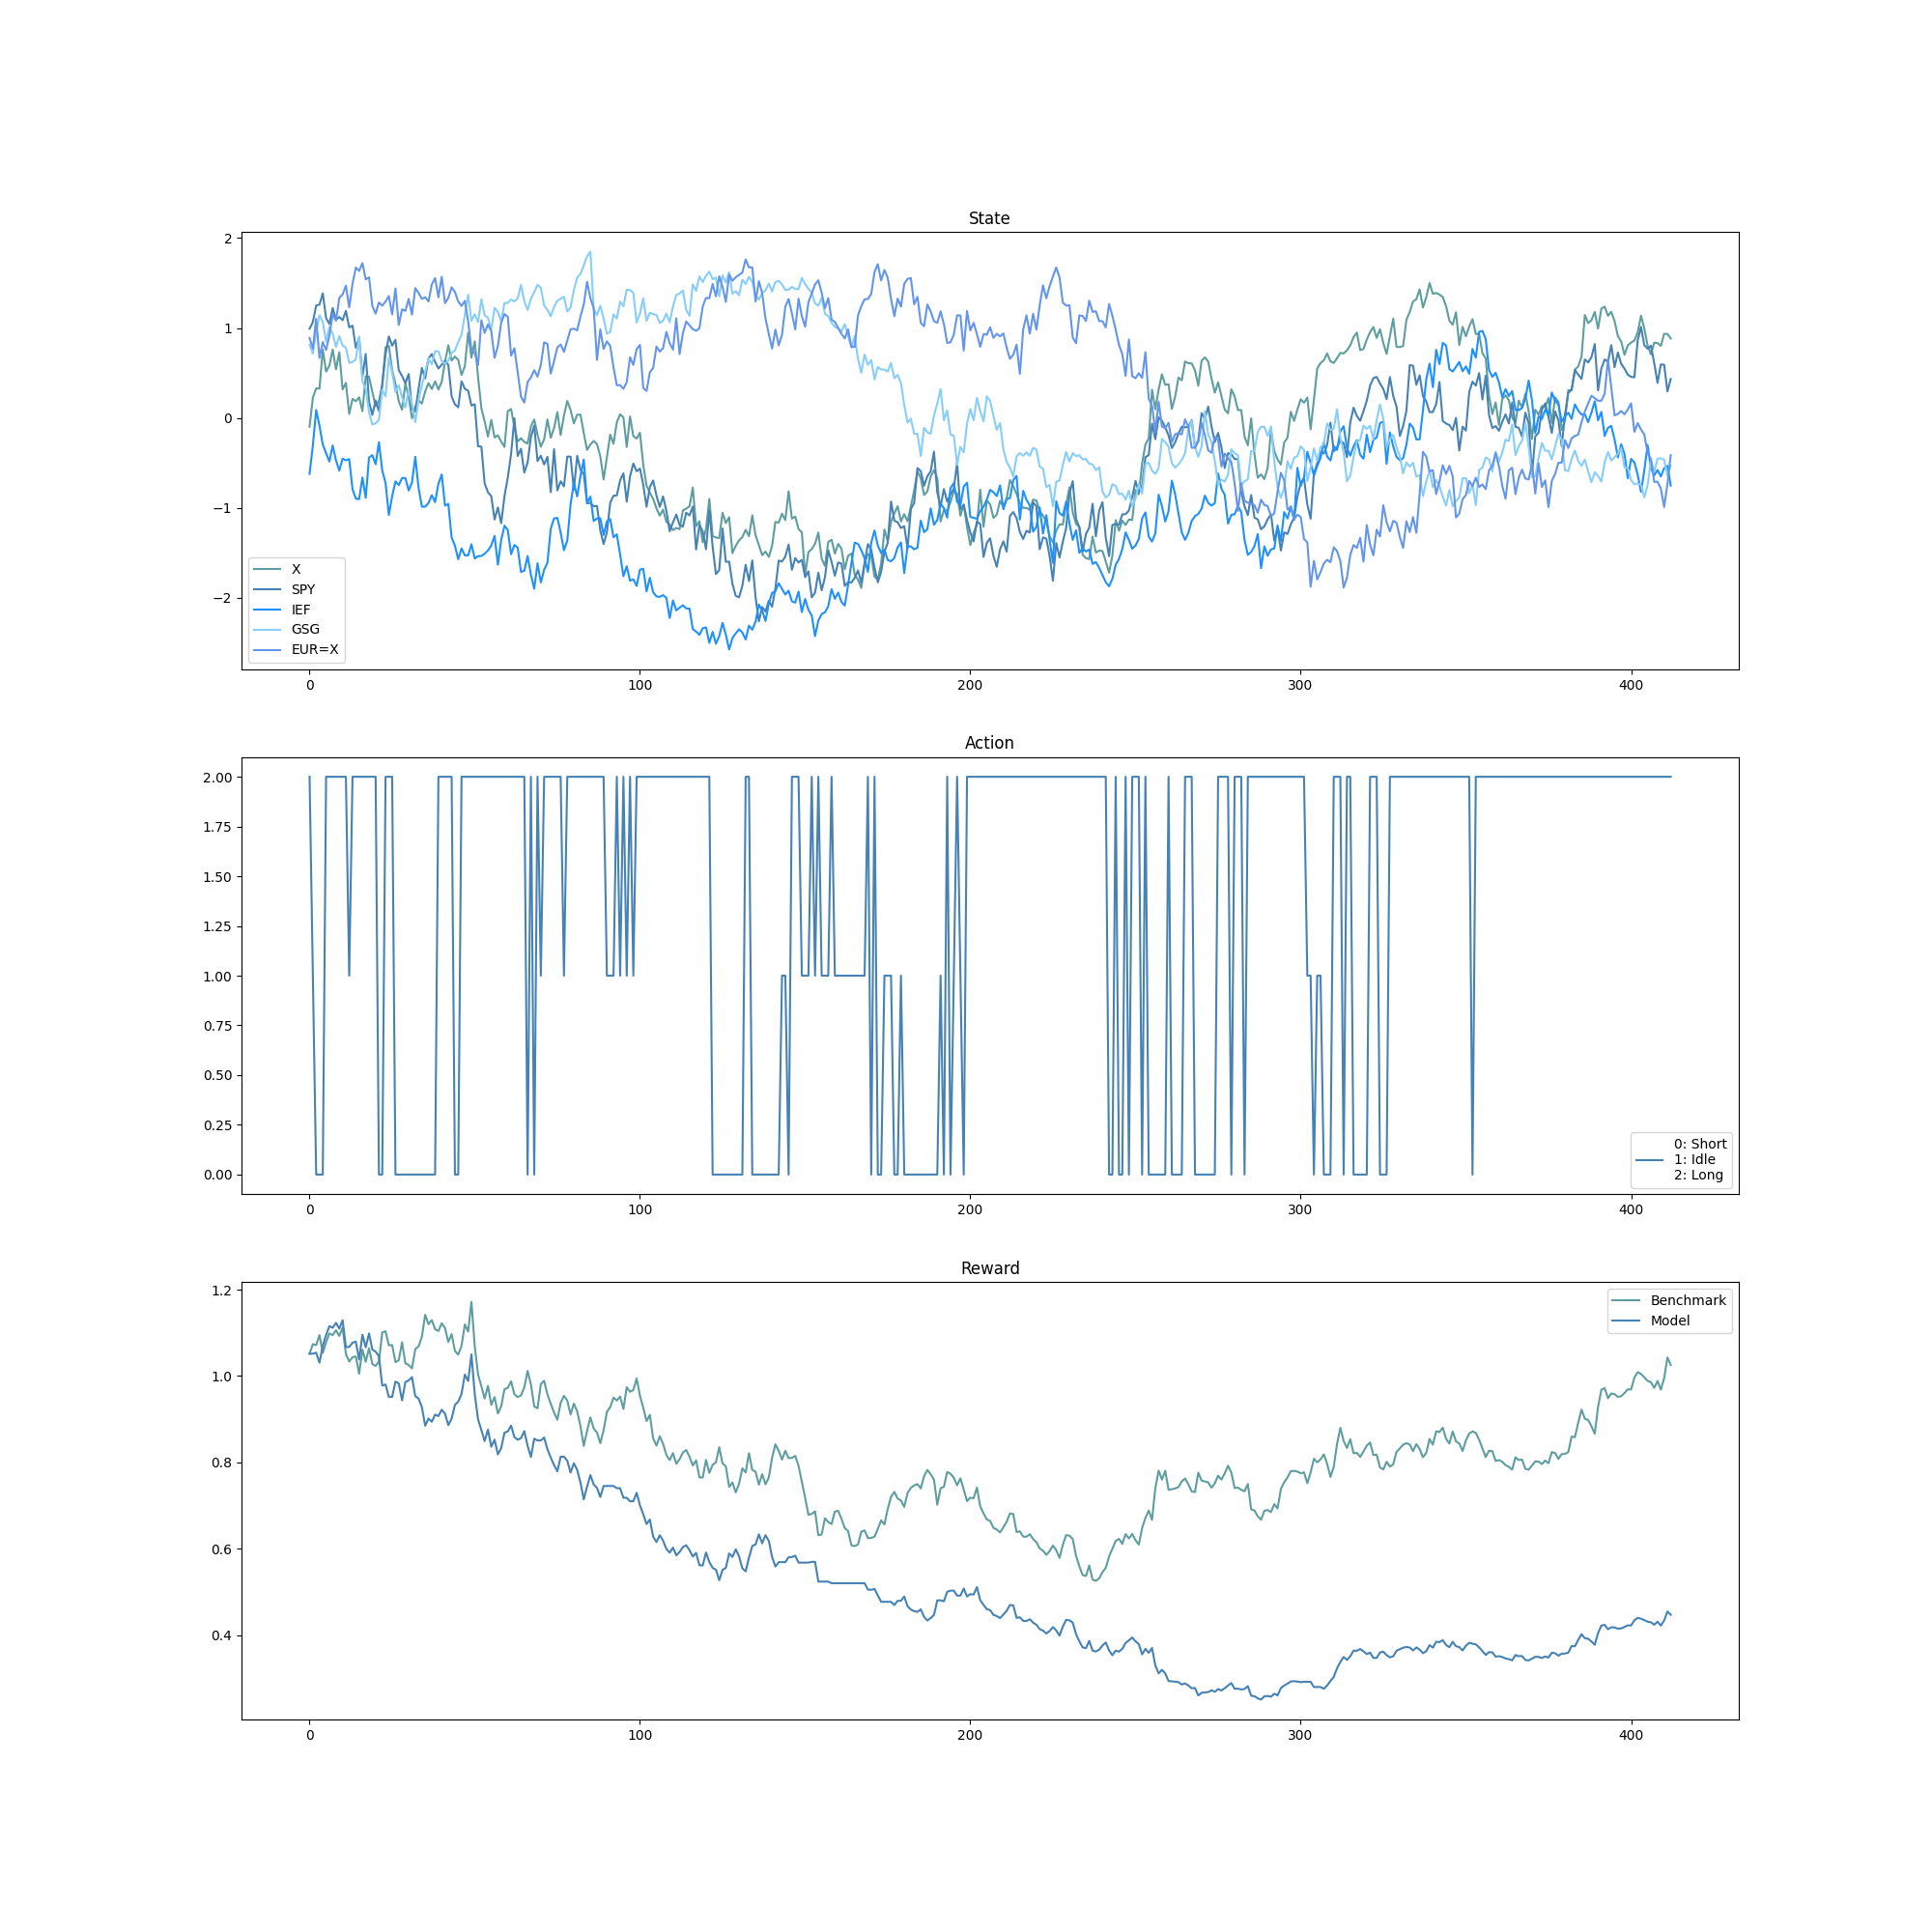 State
2
1
0
−1
−2
X
SPY
IEF
GSG
EUR=X
0 100 200 300 400
Action
2.00
1.75
1.50
1.25
1.00
0.75
0.50
0.25
0.00
0: Short
1: Idle
2: Long
0 100 200 300 400
Reward
1.2
1.0
0.8
0.6
0.4
Benchmark
Model
0 100 200 300 400